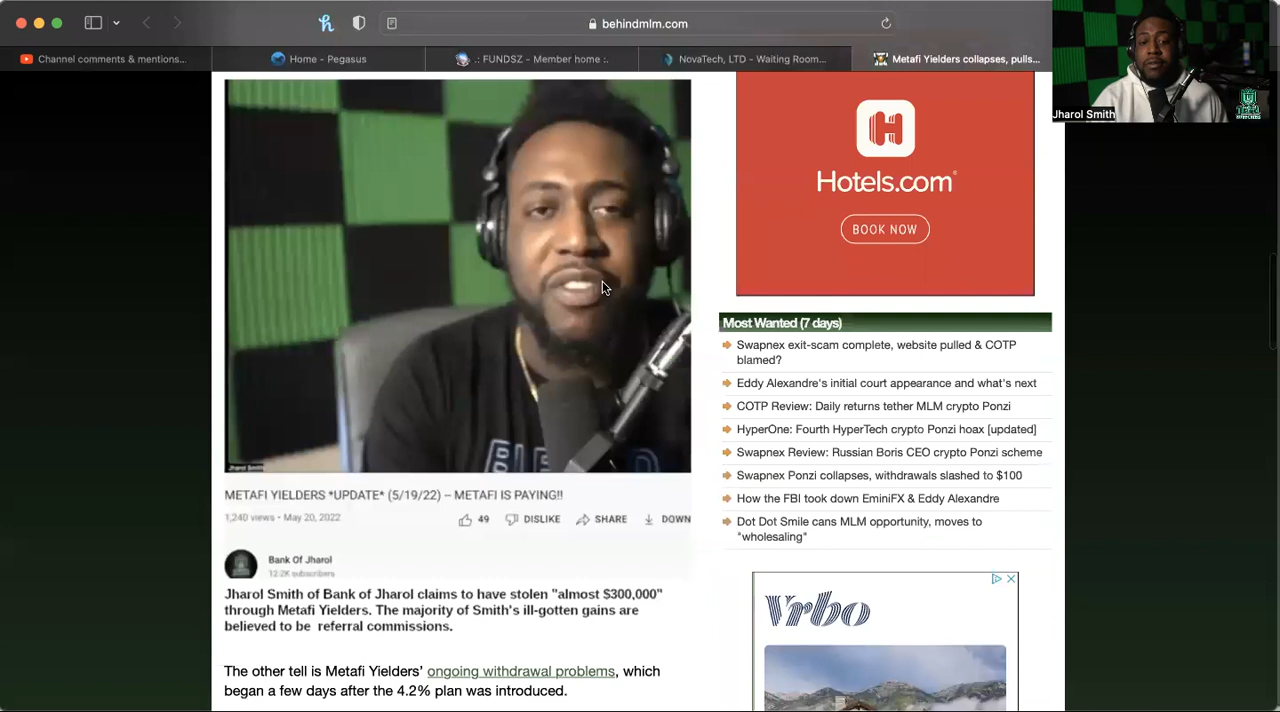 behindmlm.com
Channel comments & mentions...
Home - Pegasus
.: FUNDSZ - Member home :.
NovaTech, LTD - Waiting Room...
Metafi Yielders collapses, pulls...
Jharol Smith
Jharol Smith
METAFI YIELDERS *UPDATE* (5/19/22) -- METAFI IS PAYING!!
1,240 views • May 20, 2022
49 DISLIKE SHARE DOWN
Bank Of Jharol
12.2K subscribers
Jharol Smith of Bank of Jharol claims to have stolen "almost $300,000"
through Metafi Yielders. The majority of Smith's ill-gotten gains are
believed to be referral commissions.
The other tell is Metafi Yielders' ongoing withdrawal problems, which
began a few days after the 4.2% plan was introduced.
Hotels.com
BOOK NOW
Most Wanted (7 days)
Swapnex exit-scam complete, website pulled & COTP
blamed?
Eddy Alexandre's initial court appearance and what's next
COTP Review: Daily returns tether MLM crypto Ponzi
HyperOne: Fourth HyperTech crypto Ponzi hoax [updated]
Swapnex Review: Russian Boris CEO crypto Ponzi scheme
Swapnex Ponzi collapses, withdrawals slashed to $100
How the FBI took down EminiFX & Eddy Alexandre
Dot Dot Smile cans MLM opportunity, moves to
"wholesaling"
Vrbo